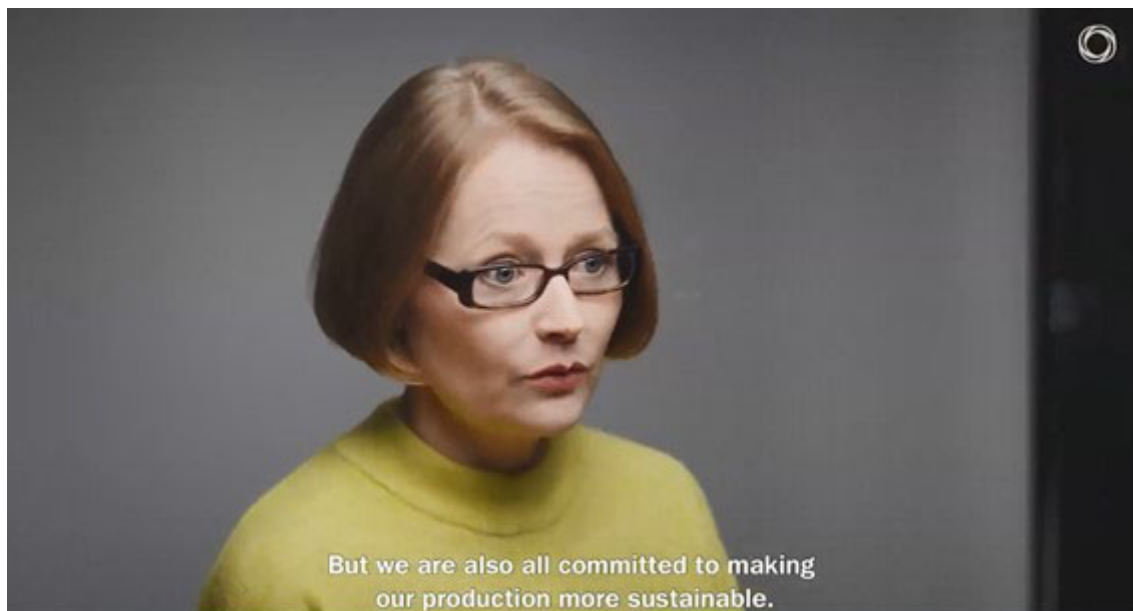 But we are also all committed to making
our production more sustainable.